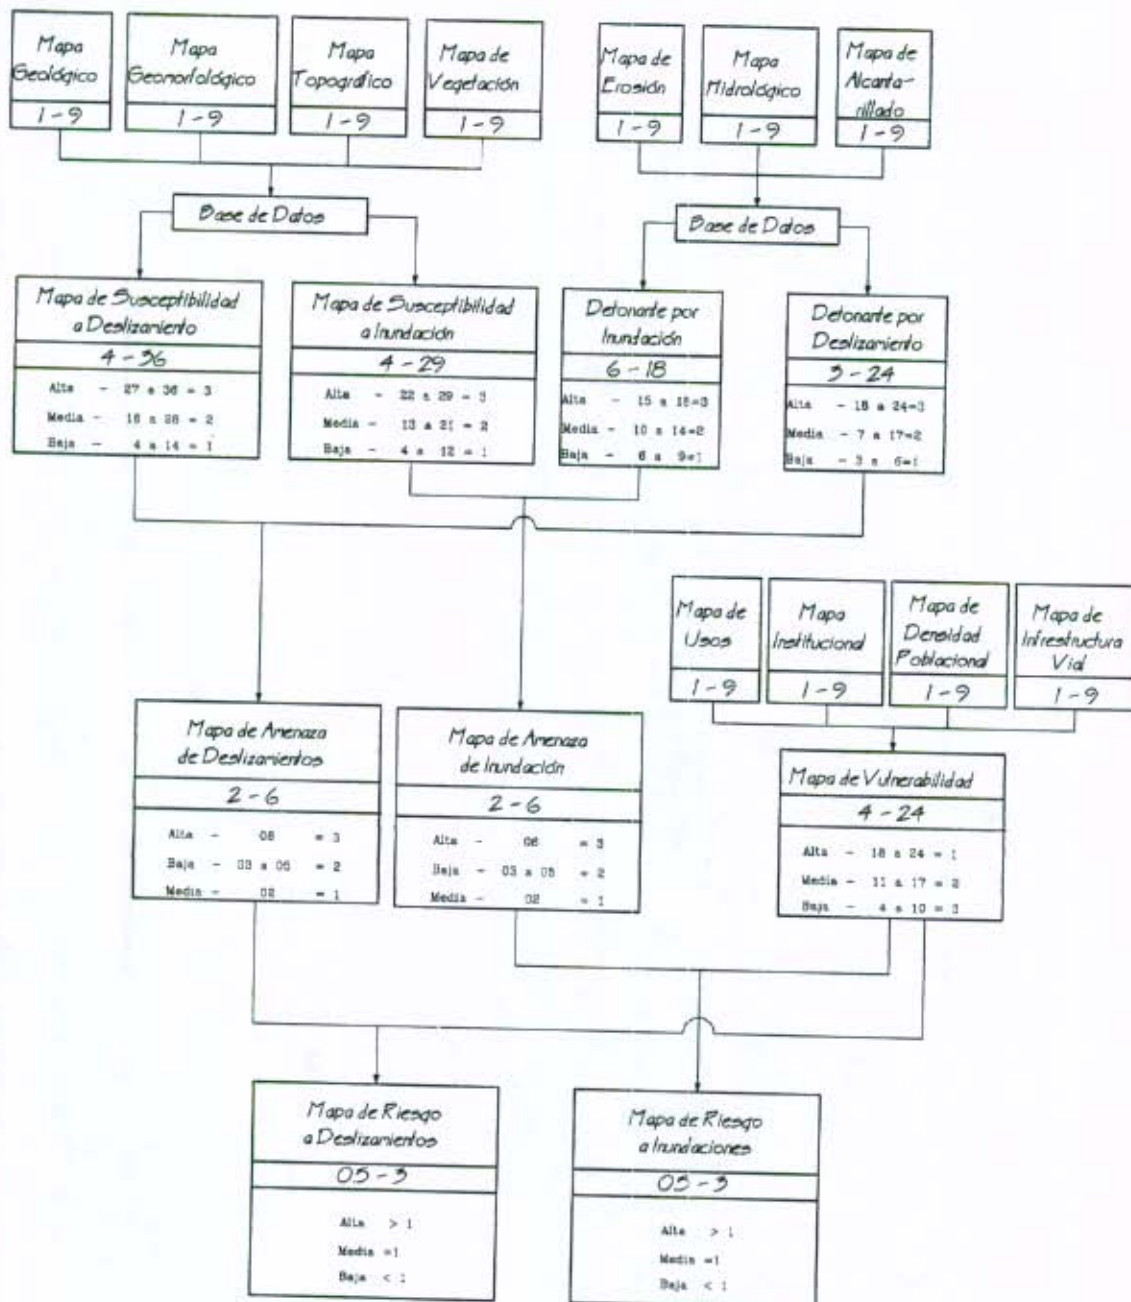 Mapa
Geológico
1 - 9
Mapa
Geomorfológico
1 - 9
Mapa
Topográfico
1 - 9
Mapa de
Vegetación
1 - 9
Mapa de
Erosión
1 - 9
Mapa
Hidrológico
1 - 9
Mapa de
Alcanta-
rillado
1 - 9
Base de Datos
Base de Datos
Mapa de Susceptibilidad
a Deslizamiento
4 - 36
Alta - 27 a 36 = 3
Media - 16 a 26 = 2
Baja - 4 a 14 = 1
Mapa de Susceptibilidad
a Inundación
4 - 29
Alta - 22 a 29 = 3
Media - 13 a 21 = 2
Baja - 4 a 12 = 1
Detonante por
Inundación
6 - 18
Alta - 15 a 18=3
Media - 10 a 14=2
Baja - 6 a 9=1
Detonante por
Deslizamiento
3 - 24
Alta - 18 a 24=3
Media - 7 a 17=2
Baja - 3 a 6=1
Mapa de
Usos
1 - 9
Mapa
Institucional
1 - 9
Mapa de
Densidad
Poblacional
1 - 9
Mapa de
Infrestructura
Vial
1 - 9
Mapa de Amenaza
de Deslizamientos
2 - 6
Alta - 06 = 3
Baja - 03 a 05 = 2
Media - 02 = 1
Mapa de Amenaza
de Inundación
2 - 6
Alta - 06 = 3
Baja - 03 a 05 = 2
Media - 02 = 1
Mapa de Vulnerabilidad
4 - 24
Alta - 18 a 24 = 1
Media - 11 a 17 = 2
Baja - 4 a 10 = 3
Mapa de Riesgo
a Deslizamientos
03 - 3
Alta > 1
Media =1
Baja < 1
Mapa de Riesgo
a Inundaciones
03 - 3
Alta > 1
Media =1
Baja < 1